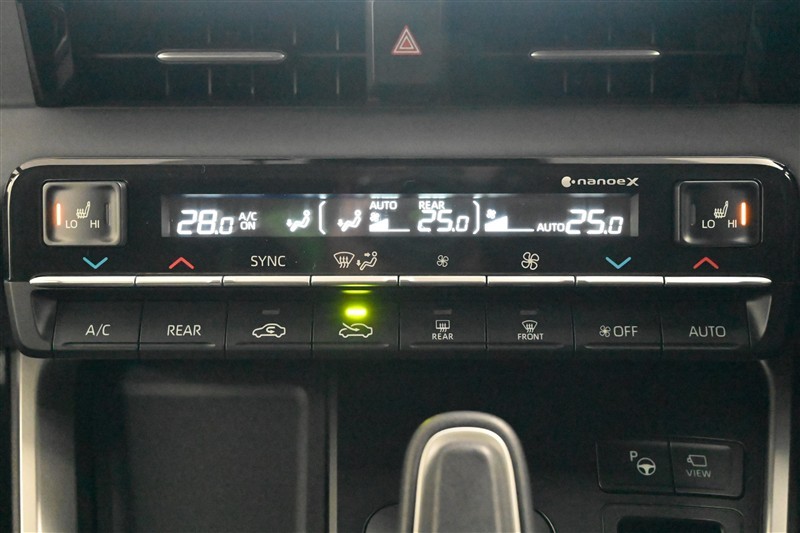 nanoeX
LO HI
28.0 A/C ON
AUTO
REAR
25.0
AUTO 25.0
LO HI
SYNC
A/C
REAR
REAR
FRONT
OFF
AUTO
P
VIEW